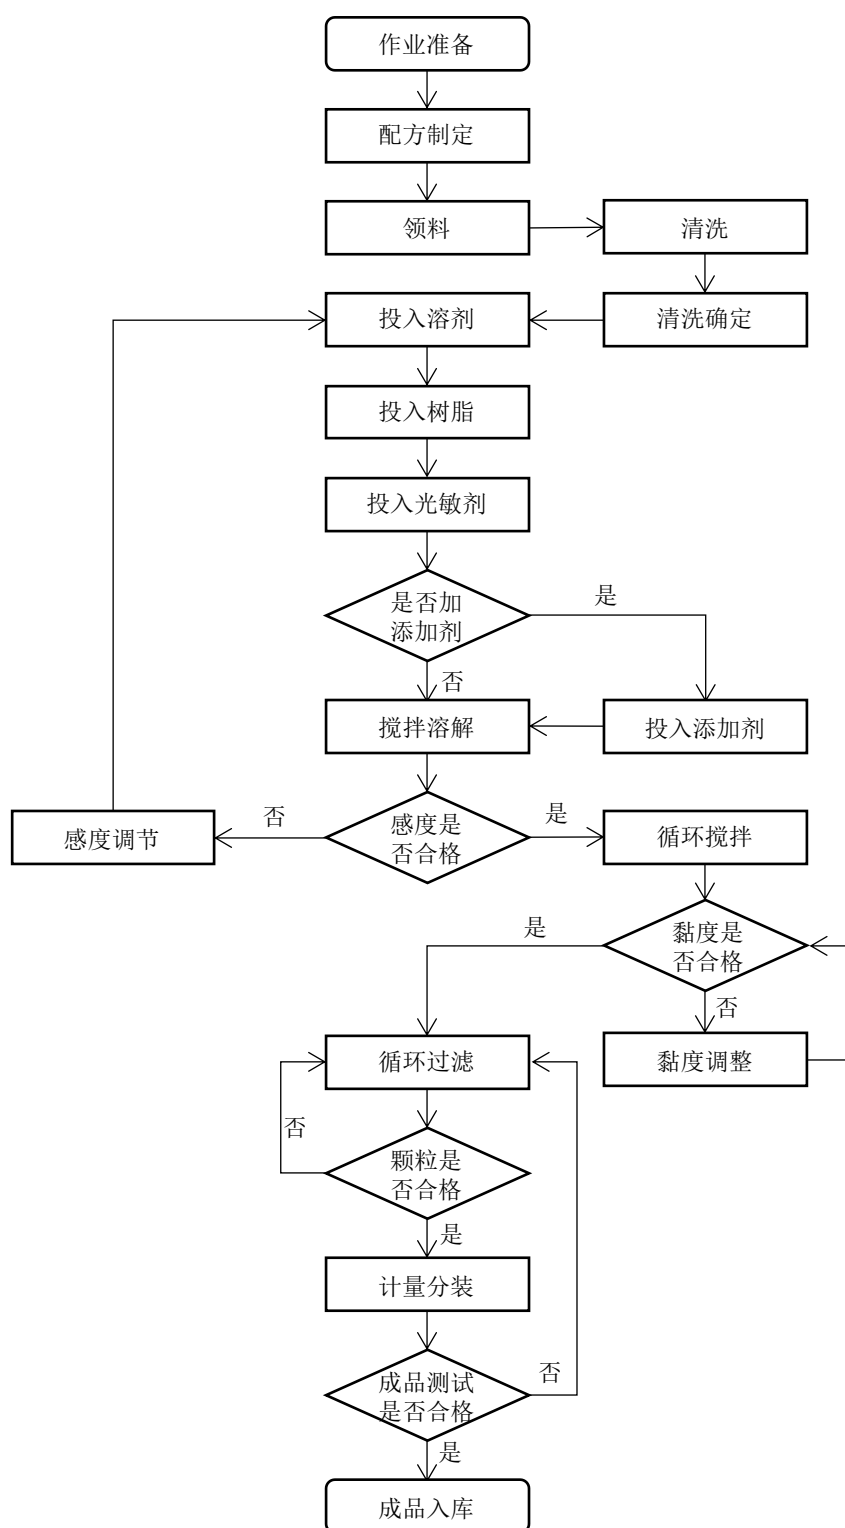 作业准备
配方制定
领料
清洗
投入溶剂
清洗确定
投入树脂
投入光敏剂
是否加
添加剂
是
否
搅拌溶解
投入添加剂
感度调节
否
感度是
否合格
是
循环搅拌
是
黏度是
否合格
否
循环过滤
黏度调整
否
颗粒是
否合格
是
计量分装
成品测试
是否合格
否
是
成品入库